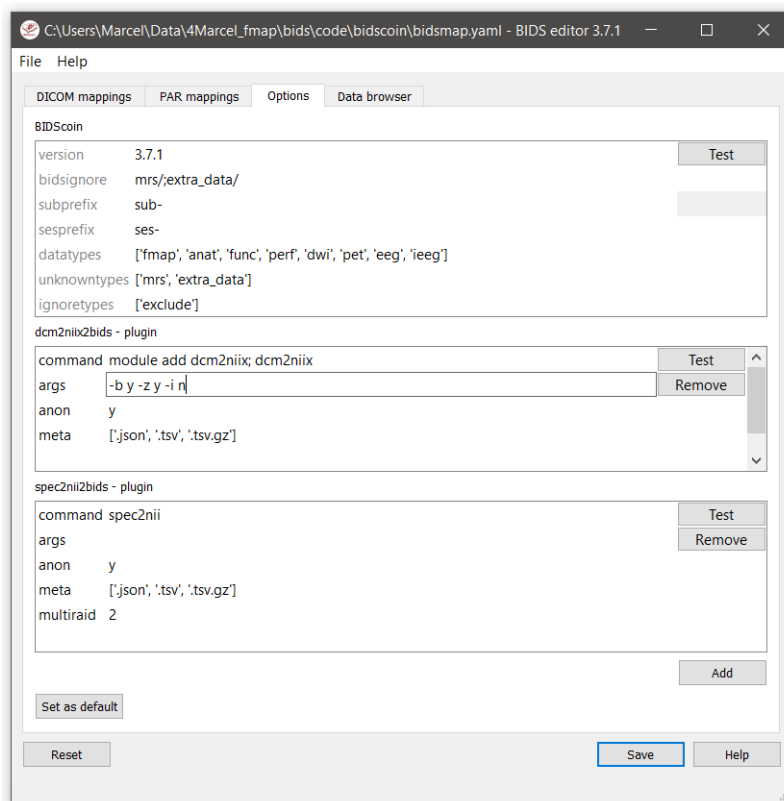 C:\Users\Marcel\Data\4Marcel_fmap\bids\code\bidscoin\bidsmap.yaml - BIDS editor 3.7.1
File Help
DICOM mappings PAR mappings Options Data browser
BIDScoin
version 3.7.1 Test
bidsignore mrs/;extra_data/
subprefix sub-
sesprefix ses-
datatypes ['fmap', 'anat', 'func', 'perf', 'dwi', 'pet', 'eeg', 'ieeg']
unknowntypes ['mrs', 'extra_data']
ignoretypes ['exclude']
dcm2niix2bids - plugin
command module add dcm2niix; dcm2niix Test
args -b y -z y -i n Remove
anon y
meta ['.json', '.tsv', '.tsv.gz']
spec2nii2bids - plugin
command spec2nii Test
args Remove
anon y
meta ['.json', '.tsv', '.tsv.gz']
multiraid 2
Add
Set as default
Reset Save Help